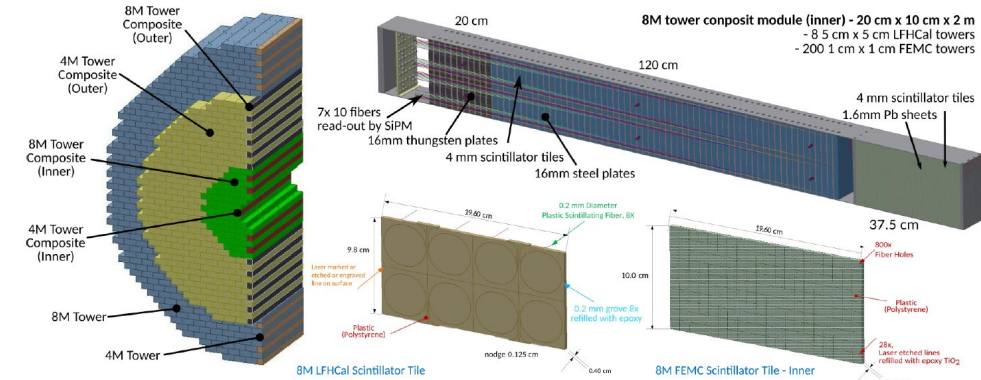 8M Tower
Composite
(Outer)
4M Tower
Composite
(Outer)
8M Tower
Composite
(Inner)
4M Tower
Composite
(Inner)
8M Tower
4M Tower
8M tower conposit module (inner) - 20 cm x 10 cm x 2 m
- 8 5 cm x 5 cm LFHCal towers
- 200 1 cm x 1 cm FEMC towers
20 cm
120 cm
4 mm scintillator tiles
1.6mm Pb sheets
7x 10 fibers
read-out by SiPM
16mm thungsten plates
4 mm scintillator tiles
16mm steel plates
37.5 cm
19.60 cm
0.2 mm Diameter
Plastic Scintillating Fiber, 8X
9.8 cm
Laser marked or
etched or engraved
line on surface
Plastic
(Polystyrene)
0.2 mm grove 8x
refilled with epoxy
nodge 0.125 cm
0.40 cm
8M LFHCal Scintillator Tile
19.60 cm
800x
Fiber Holes
10.0 cm
Plastic
(Polystyrene)
28x,
Laser etched lines
refilled with epoxy TiO2
8M FEMC Scintillator Tile - Inner